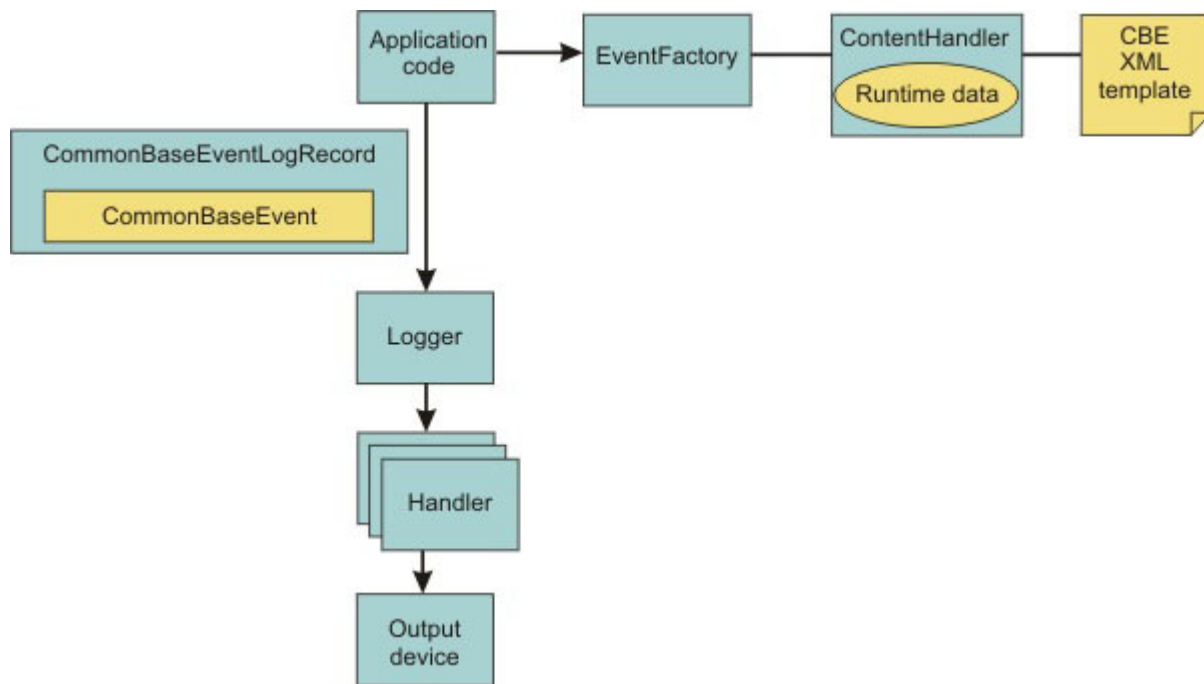 Application
code
EventFactory
ContentHandler
Runtime data
CBE
XML
template
CommonBaseEventLogRecord
CommonBaseEvent
Logger
Handler
Output
device